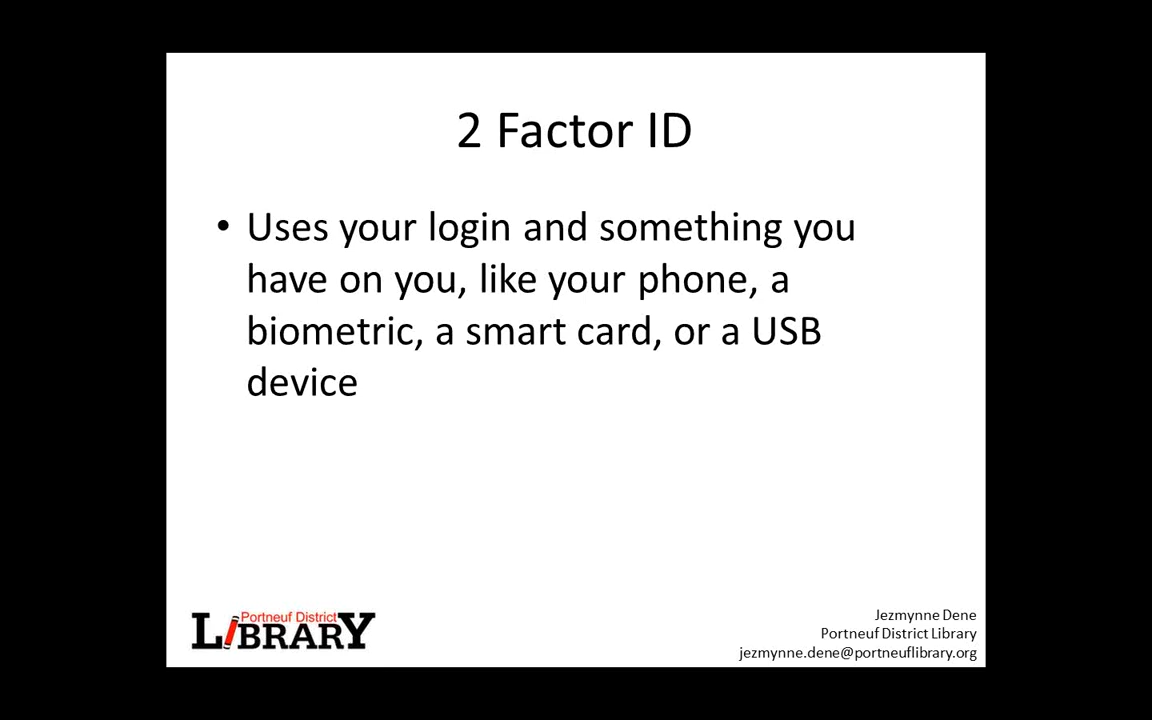 2 Factor ID
• Uses your login and something you
have on you, like your phone, a
biometric, a smart card, or a USB
device
Portneuf District
LIBRARY
Jezmynne Dene
Portneuf District Library
jezmynne.dene@portneuflibrary.org